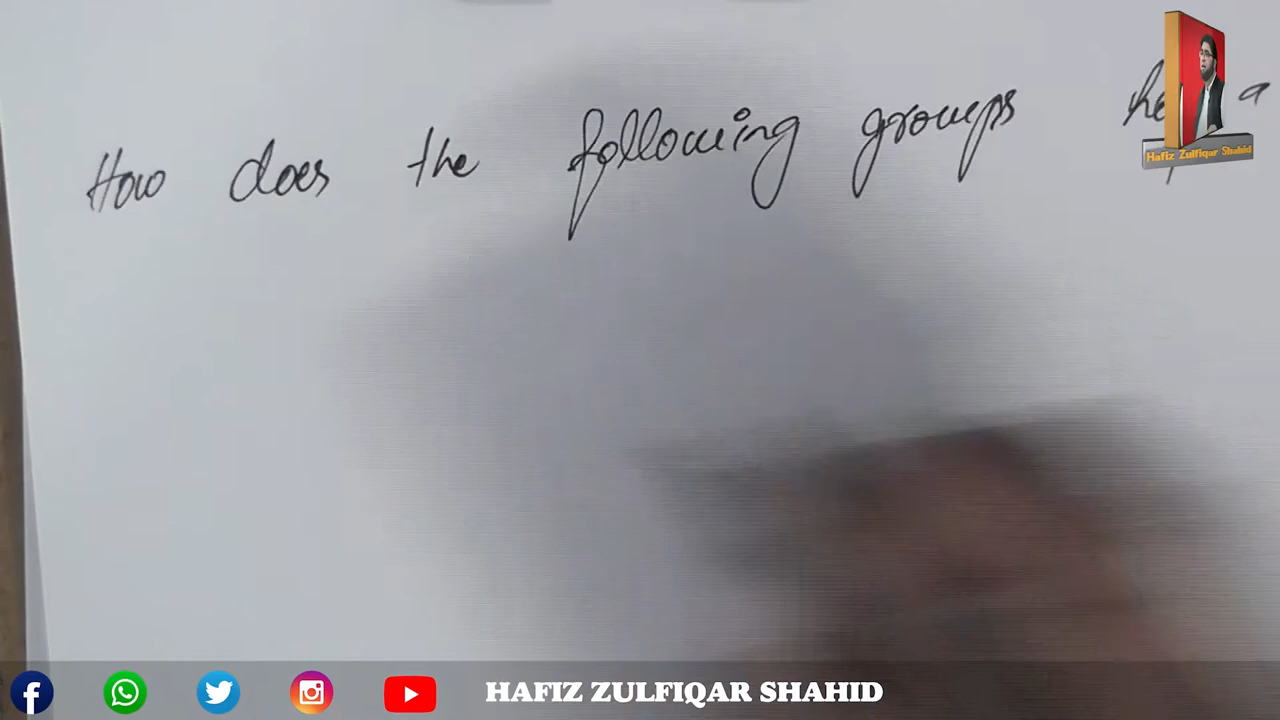 How does the following groups
Hafiz Zulfiqar Shahid
HAFIZ ZULFIQAR SHAHID